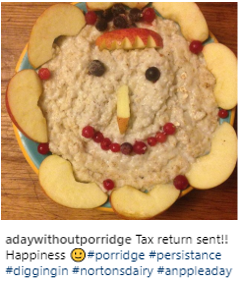 adaywithoutporridge Tax return sent!!
Happiness 🙂#porridge #persistance
#diggingin #nortonsdairy #anppleaday